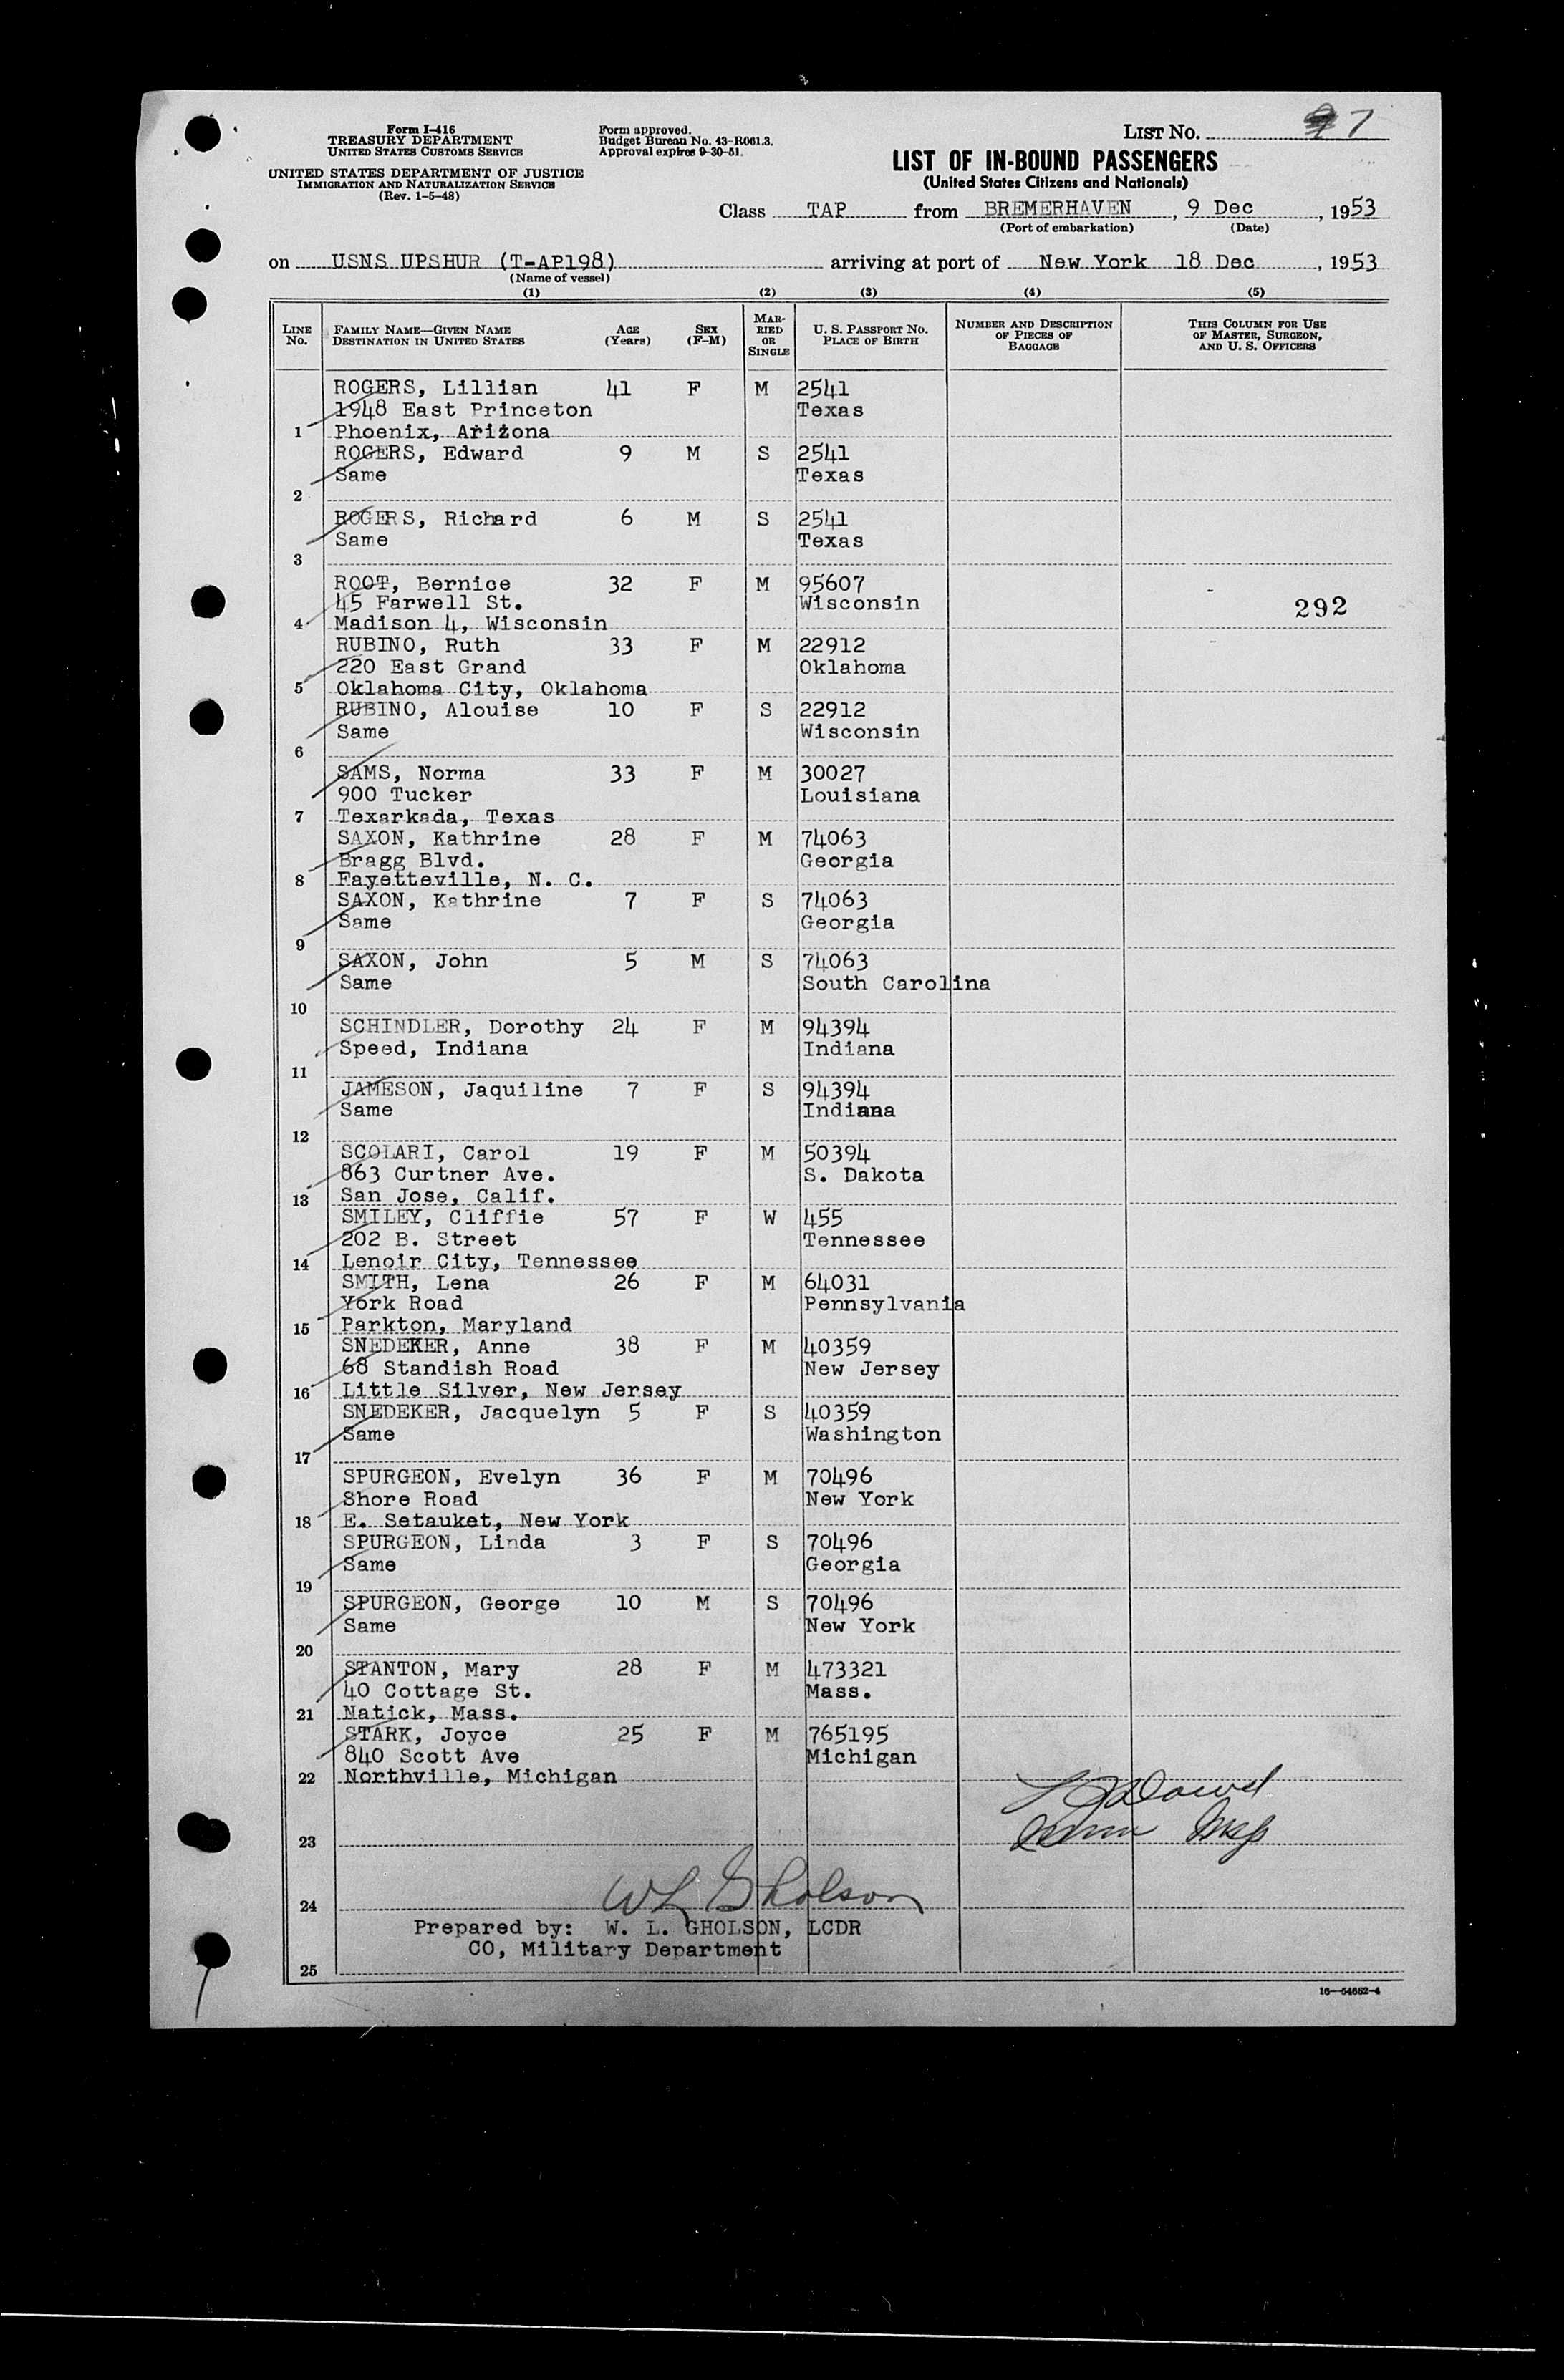 LIST No. 7
Form I-416
TREASURY DEPARTMENT
UNITED STATES CUSTOMS SERVICE
UNITED STATES DEPARTMENT OF JUSTICE
IMMIGRATION AND NATURALIZATION SERVICE
(Rev. 1-5-48)
Form approved.
Budget Bureau No. 43-R061.3.
Approval expires 9-30-51.
LIST OF IN-BOUND PASSENGERS
(United States Citizens and Nationals)
Class TAP from BREMERHAVEN, 9 Dec, 1953
(Port of embarkation) (Date)
on USNS UPSHUR (T-AP198) arriving at port of New York 18 Dec, 1953
(Name of vessel)
(1) (2) (3) (4) (5)
LINE No. FAMILY NAME—GIVEN NAME DESTINATION IN UNITED STATES AGE (Years) SEX (F-M) MARRIED OR SINGLE U. S. PASSPORT No. PLACE OF BIRTH NUMBER AND DESCRIPTION OF PIECES OF BAGGAGE THIS COLUMN FOR USE OF MASTER, SURGEON, AND U. S. OFFICERS
ROGERS, Lillian 41 F M 2541
1948 East Princeton Texas
1 Phoenix, Arizona
ROGERS, Edward 9 M S 2541
Same Texas
2
ROGERS, Richard 6 M S 2541
Same Texas
3
ROOT, Bernice 32 F M 95607
45 Farwell St. Wisconsin 292
4 Madison 4, Wisconsin
RUBINO, Ruth 33 F M 22912
220 East Grand Oklahoma
5 Oklahoma City, Oklahoma
RUBINO, Alouise 10 F S 22912
Same Wisconsin
6
SAMS, Norma 33 F M 30027
900 Tucker Louisiana
7 Texarkada, Texas
SAXON, Kathrine 28 F M 74063
Bragg Blvd. Georgia
8 Fayetteville, N. C.
SAXON, Kathrine 7 F S 74063
Same Georgia
9
SAXON, John 5 M S 74063
Same South Carolina
10
SCHINDLER, Dorothy 24 F M 94394
Speed, Indiana Indiana
11
JAMESON, Jaquiline 7 F S 94394
Same Indiana
12
SCOLARI, Carol 19 F M 50394
863 Curtner Ave. S. Dakota
13 San Jose, Calif.
SMILEY, Cliffie 57 F W 455
202 B. Street Tennessee
14 Lenoir City, Tennessee
SMITH, Lena 26 F M 64031
York Road Pennsylvania
15 Parkton, Maryland
SNEDEKER, Anne 38 F M 40359
68 Standish Road New Jersey
16 Little Silver, New Jersey
SNEDEKER, Jacquelyn 5 F S 40359
Same Washington
17
SPURGEON, Evelyn 36 F M 70496
Shore Road New York
18 E. Setauket, New York
SPURGEON, Linda 3 F S 70496
Same Georgia
19
SPURGEON, George 10 M S 70496
Same New York
20
STANTON, Mary 28 F M 473321
40 Cottage St. Mass.
21 Natick, Mass.
STARK, Joyce 25 F M 765195
840 Scott Ave Michigan
22 Northville, Michigan
23
W L Gholson
24
Prepared by: W. L. GHOLSON, LCDR
CO, Military Department
25
16—54652-4